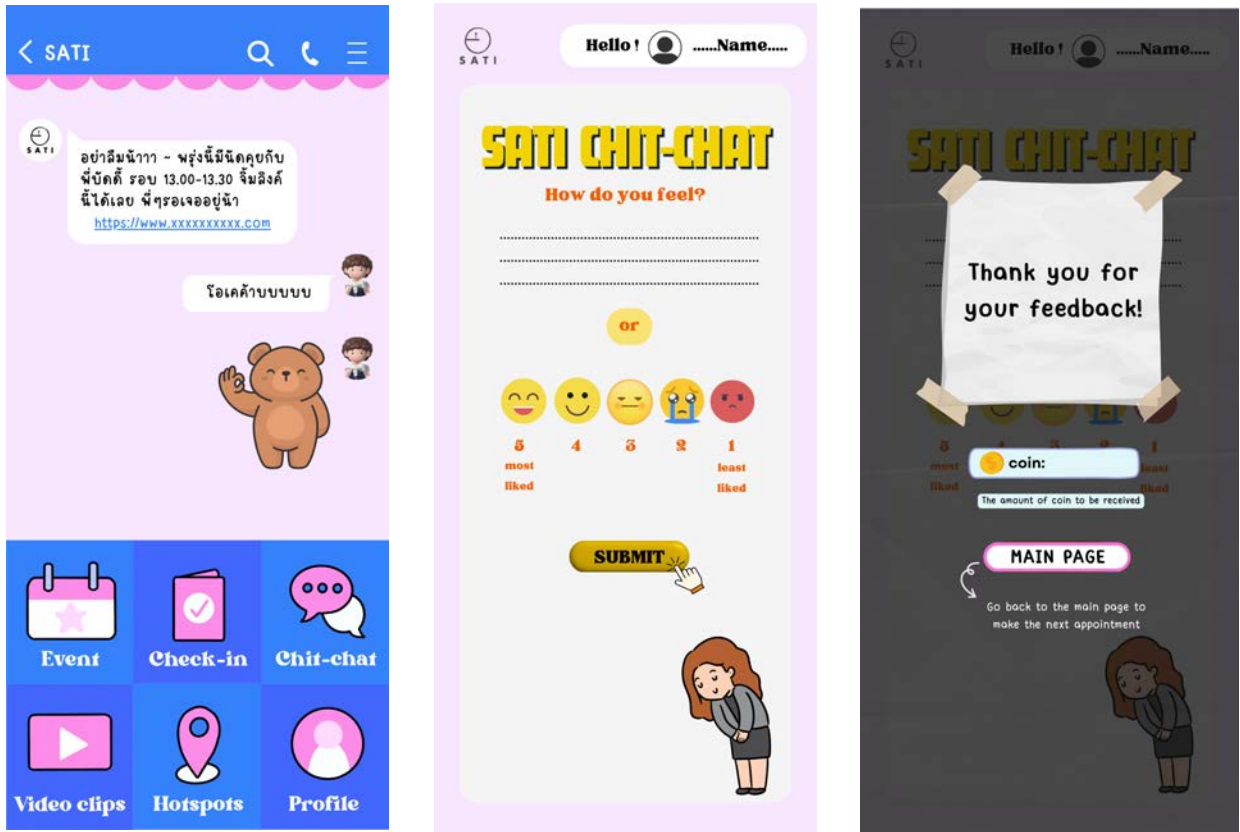 SATI
SATI
อย่าลืมน้าาา ~ พรุ่งนี้มีนัดคุยกับ
พี่บัดดี้ รอบ 13.00-13.30 จิ้มลิงค์
นี้ได้เลย พี่ๆรอเจออยู่น้า
https://www.xxxxxxxxxx.com
โอเคค้าบบบบบ
Event
Check-in
Chit-chat
Video clips
Hotspots
Profile
SATI
Hello ! ......Name.....
SATI CHIT-CHAT
How do you feel?
or
5 4 3 2 1
most least
liked liked
SUBMIT
SATI
Hello ! ......Name.....
SATI CHIT-CHAT
Thank you for
your feedback!
5 4 3 2 1
most least
liked liked
coin:
The amount of coin to be received
MAIN PAGE
Go back to the main page to
make the next appointment